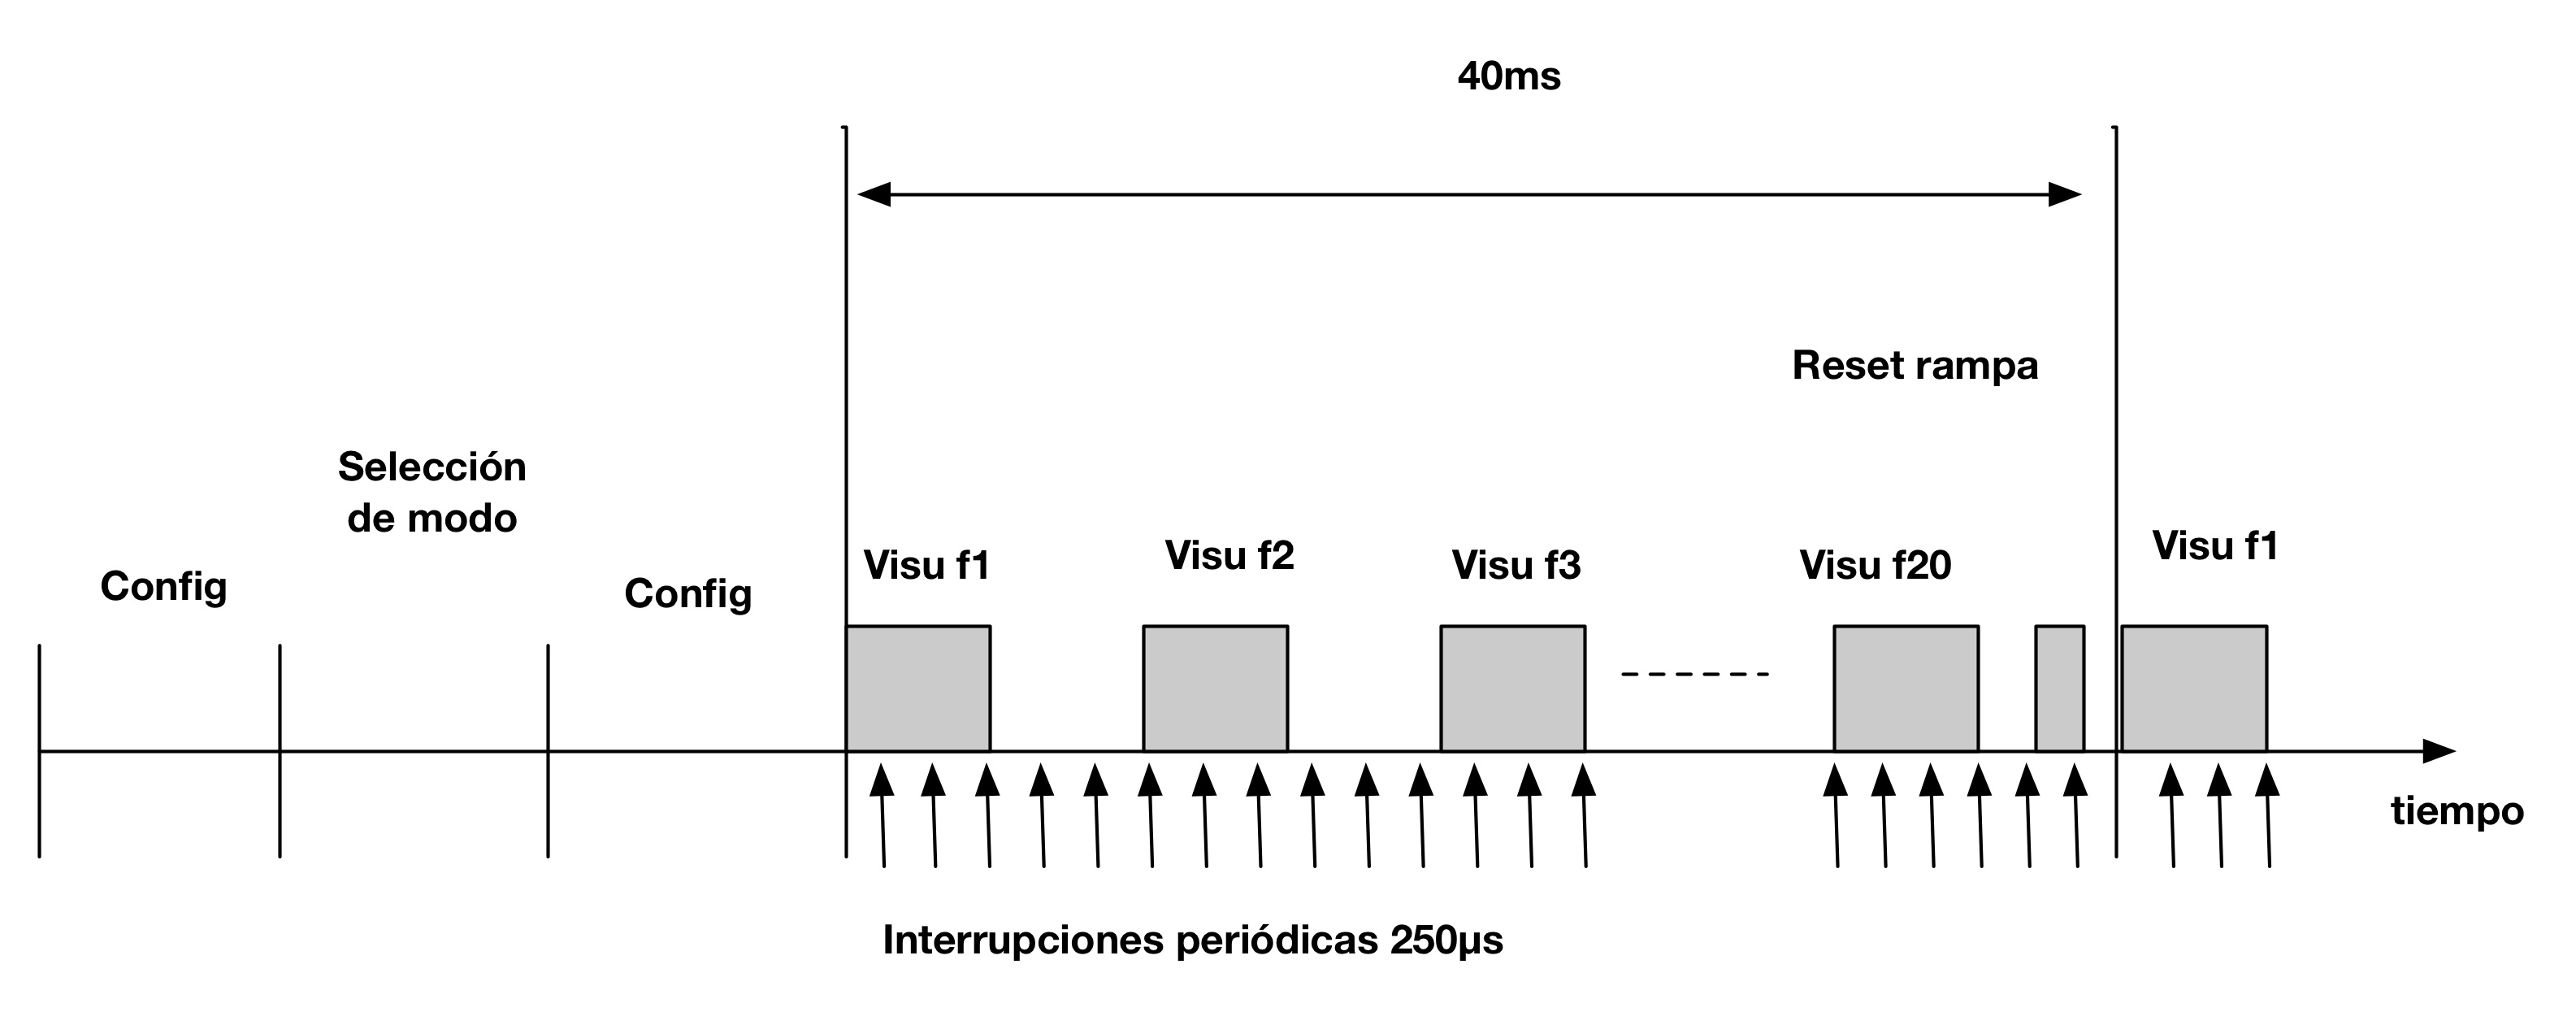 40ms
Reset rampa
Selección
de modo
Config
Config
Visu f1
Visu f2
Visu f3
Visu f20
Visu f1
tiempo
Interrupciones periódicas 250µs